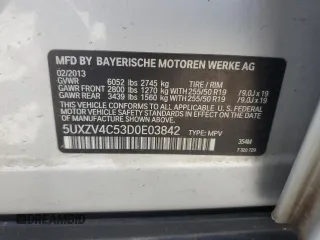 MFD BY BAYERISCHE MOTOREN WERKE AG
02/2013
GVWR 6052 lbs 2745 kg TIRE / RIM
GAWR FRONT 2800 lbs 1270 kg WITH 255/50 R19 / 9.0J x 19
GAWR REAR 3439 lbs 1560 kg WITH 255/50 R19 / 9.0J x 19
THIS VEHICLE CONFORMS TO ALL APPLICABLE U.S. FEDERAL
MOTOR VEHICLE SAFETY STANDARDS IN EFFECT ON THE
DATE OF MANUFACTURE SHOWN ABOVE.
5UXZV4C53D0E03842 TYPE: MPV
354M
DREAMBID